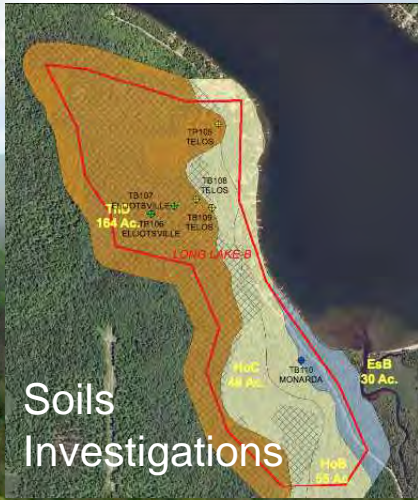 TP105
TELOS
TB108
TELOS
TB107
ELLIOTSVILLE
TB109
TELOS
164 Ac.
TP106
ELLIOTSVILLE
LONG LAKE-B
HoC
46 Ac.
TB110
MONARDA
EsB
30 Ac.
HoB
55 Ac
Soils
Investigations